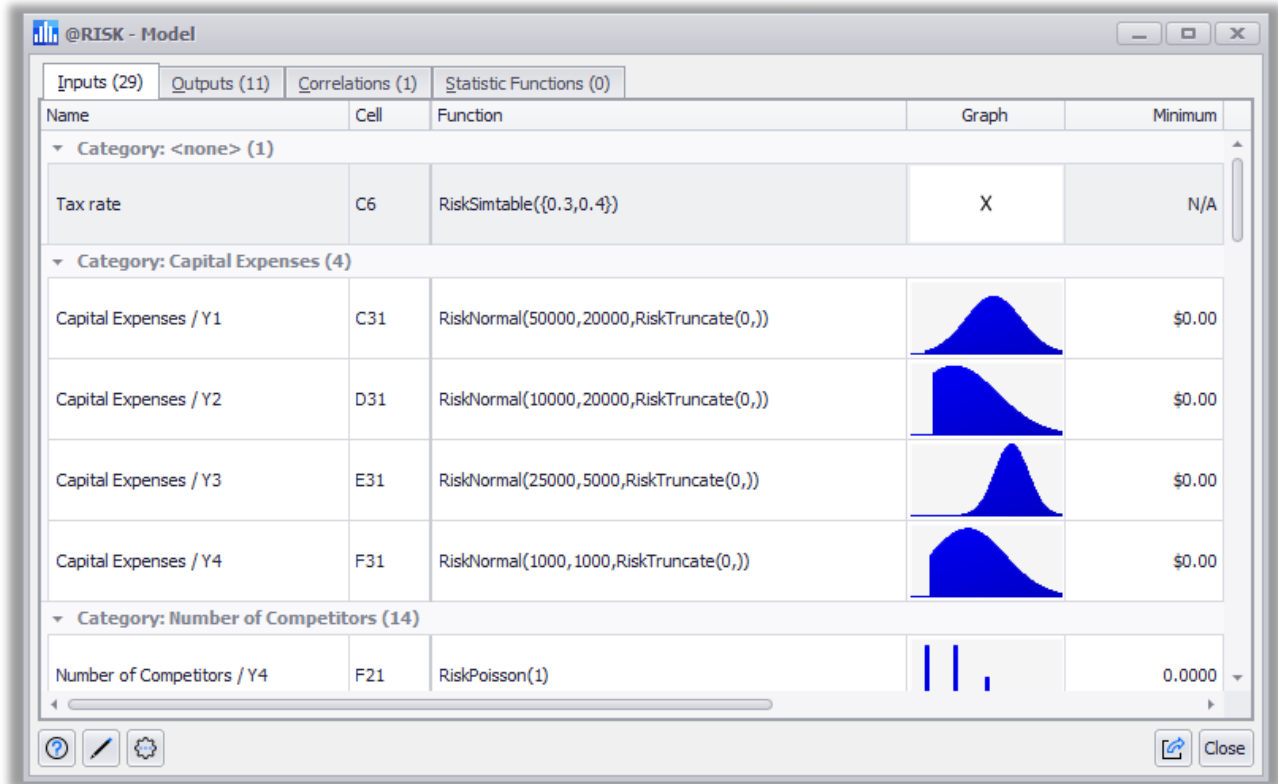 @RISK - Model
Inputs (29) Outputs (11) Correlations (1) Statistic Functions (0)
Name Cell Function Graph Minimum
Category: <none> (1)
Tax rate C6 RiskSimtable({0.3,0.4}) X N/A
Category: Capital Expenses (4)
Capital Expenses / Y1 C31 RiskNormal(50000,20000,RiskTruncate(0,)) $0.00
Capital Expenses / Y2 D31 RiskNormal(10000,20000,RiskTruncate(0,)) $0.00
Capital Expenses / Y3 E31 RiskNormal(25000,5000,RiskTruncate(0,)) $0.00
Capital Expenses / Y4 F31 RiskNormal(1000,1000,RiskTruncate(0,)) $0.00
Category: Number of Competitors (14)
Number of Competitors / Y4 F21 RiskPoisson(1) 0.0000
Close